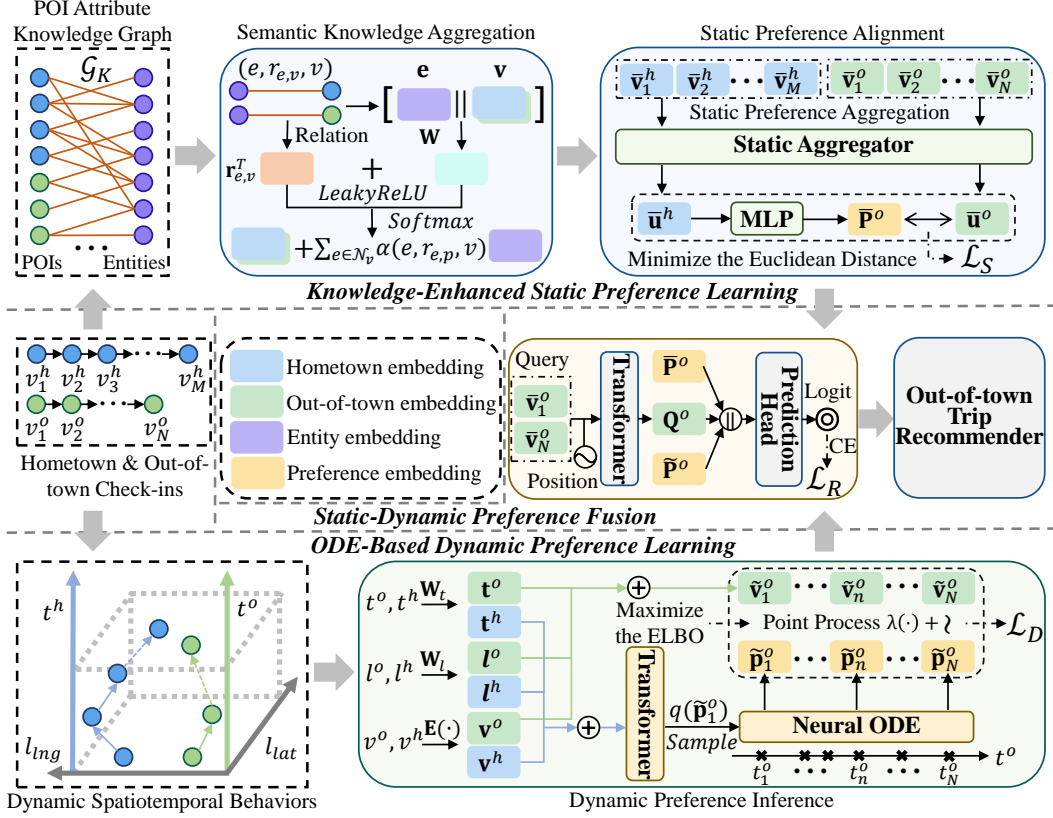 POI Attribute
Knowledge Graph
𝒢_K
POIs
Entities
Semantic Knowledge Aggregation
(e, r_{e,v}, v)
e
v
[ || ]
Relation
W
r^T_{e,v}
+
LeakyReLU
Softmax
+∑_{e∈𝒩_v} α(e, r_{e,p}, v)
Static Preference Alignment
v̄^h_1
v̄^h_2
v̄^h_M
v̄^o_1
v̄^o_2
v̄^o_N
Static Preference Aggregation
Static Aggregator
ū^h
MLP
P̄^o
ū^o
Minimize the Euclidean Distance
ℒ_S
Knowledge-Enhanced Static Preference Learning
v^h_1
v^h_2
v^h_3
v^h_M
v^o_1
v^o_2
v^o_N
Hometown & Out-of-
town Check-ins
Hometown embedding
Out-of-town embedding
Entity embedding
Preference embedding
Query
v̄^o_1
v̄^o_N
Position
Transformer
P̄^o
Q^o
P̃^o
||
Prediction
Head
Logit
CE
ℒ_R
Out-of-town
Trip
Recommender
Static-Dynamic Preference Fusion
ODE-Based Dynamic Preference Learning
t^h
t^o
l_{lng}
l_{lat}
Dynamic Spatiotemporal Behaviors
t^o, t^h
W_t
t^o
t^h
l^o, l^h
W_l
l^o
l^h
v^o, v^h
E(·)
v^o
v^h
+
+
Maximize
the ELBO
Transformer
q(p̃^o_1)
Sample
ṽ^o_1
ṽ^o_n
ṽ^o_N
Point Process λ(·) + ~
ℒ_D
p̃^o_1
p̃^o_n
p̃^o_N
Neural ODE
t^o_1
t^o_n
t^o_N
t^o
Dynamic Preference Inference